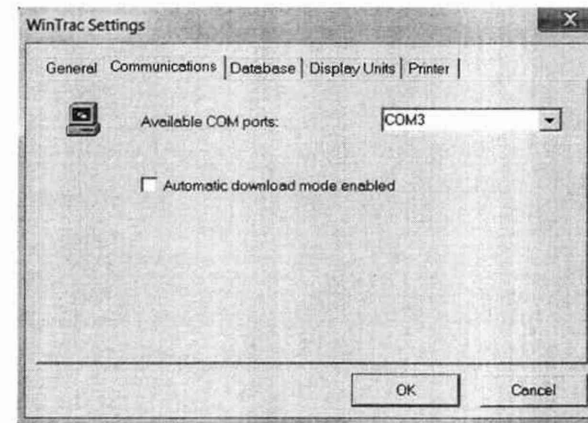 WinTrac Settings
General Communications Database Display Units Printer
Available COM ports: COM3
Automatic download mode enabled
OK Cancel